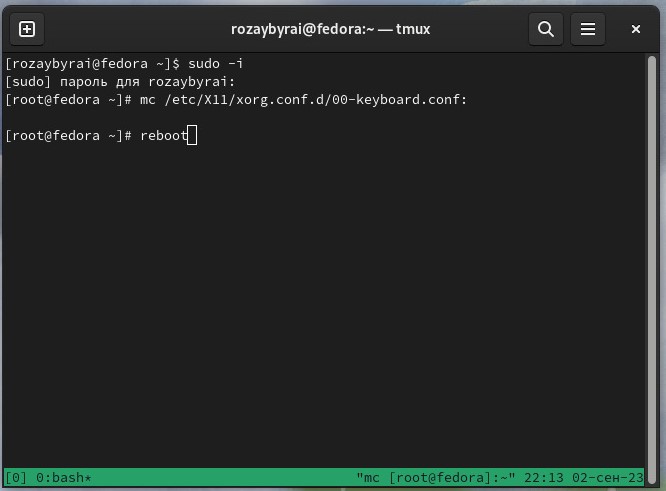 rozaybyrai@fedora:~ — tmux
[rozaybyrai@fedora ~]$ sudo -i
[sudo] пароль для rozaybyrai:
[root@fedora ~]# mc /etc/X11/xorg.conf.d/00-keyboard.conf:
[root@fedora ~]# reboot
[0] 0:bash* "mc [root@fedora]:~" 22:13 02-сен-23